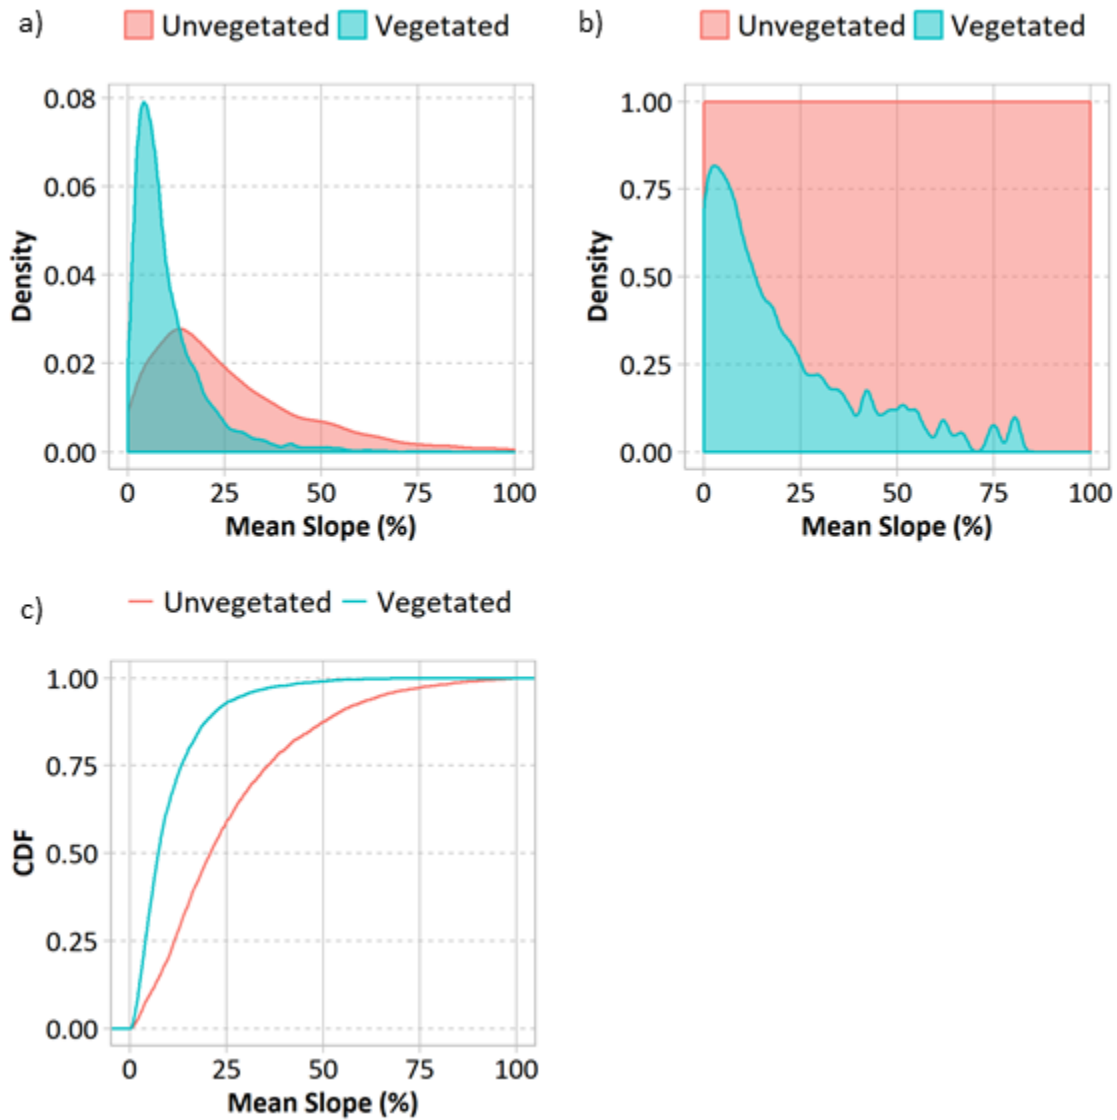 a)
Unvegetated Vegetated
0.08
0.06
0.04
0.02
0.00
Density
0 25 50 75 100
Mean Slope (%)
b)
Unvegetated Vegetated
1.00
0.75
0.50
0.25
0.00
Density
0 25 50 75 100
Mean Slope (%)
c)
Unvegetated Vegetated
1.00
0.75
0.50
0.25
0.00
CDF
0 25 50 75 100
Mean Slope (%)